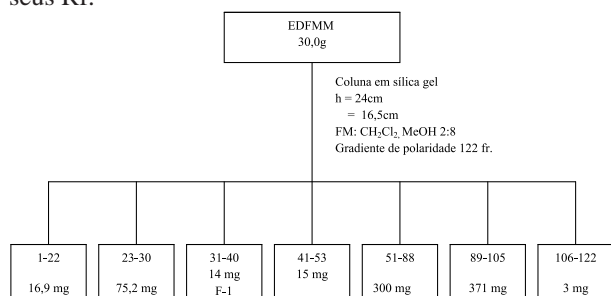 seus Rf.
EDFMM
30,0g
Coluna em sílica gel
h = 24cm
= 16,5cm
FM: CH₂Cl₂, MeOH 2:8
Gradiente de polaridade 122 fr.
1-22
16,9 mg
23-30
75,2 mg
31-40
14 mg
F-1
41-53
15 mg
51-88
300 mg
89-105
371 mg
106-122
3 mg